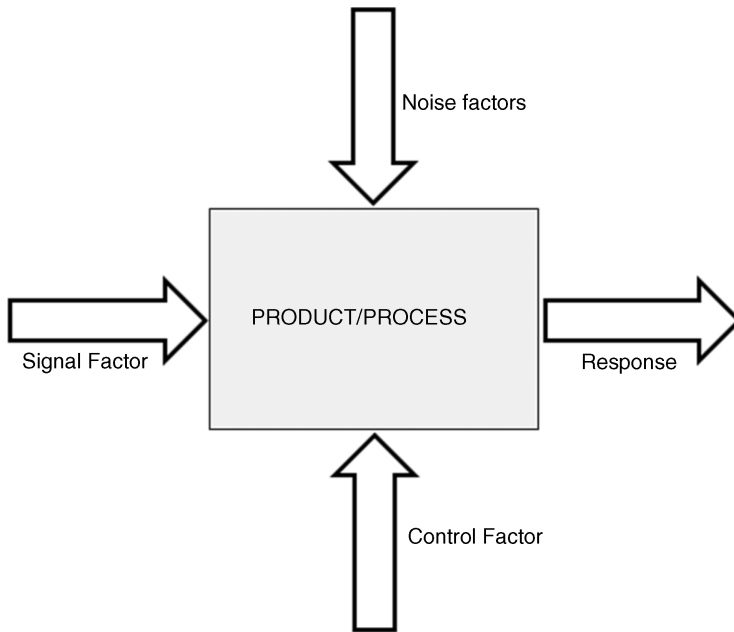 Noise factors
PRODUCT/PROCESS
Signal Factor
Response
Control Factor